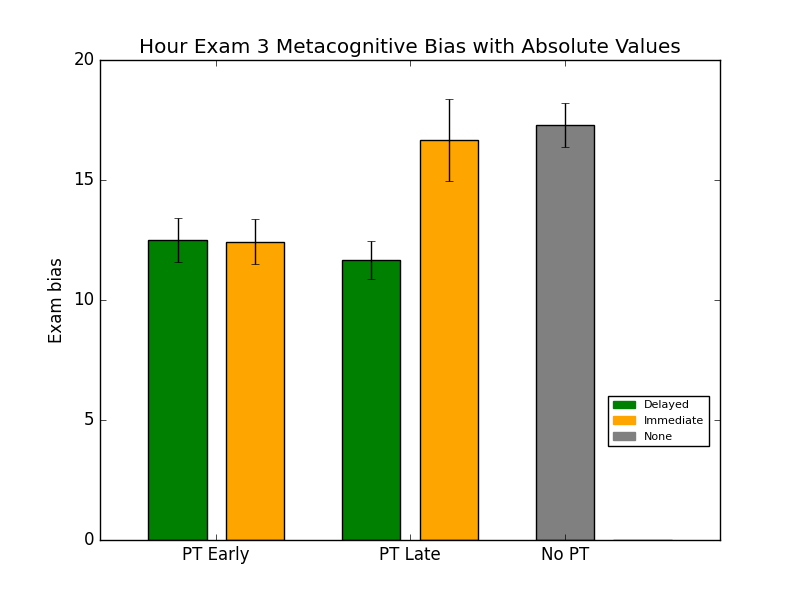 Hour Exam 3 Metacognitive Bias with Absolute Values
20
15
10
5
0
Exam bias
Delayed
Immediate
None
PT Early
PT Late
No PT